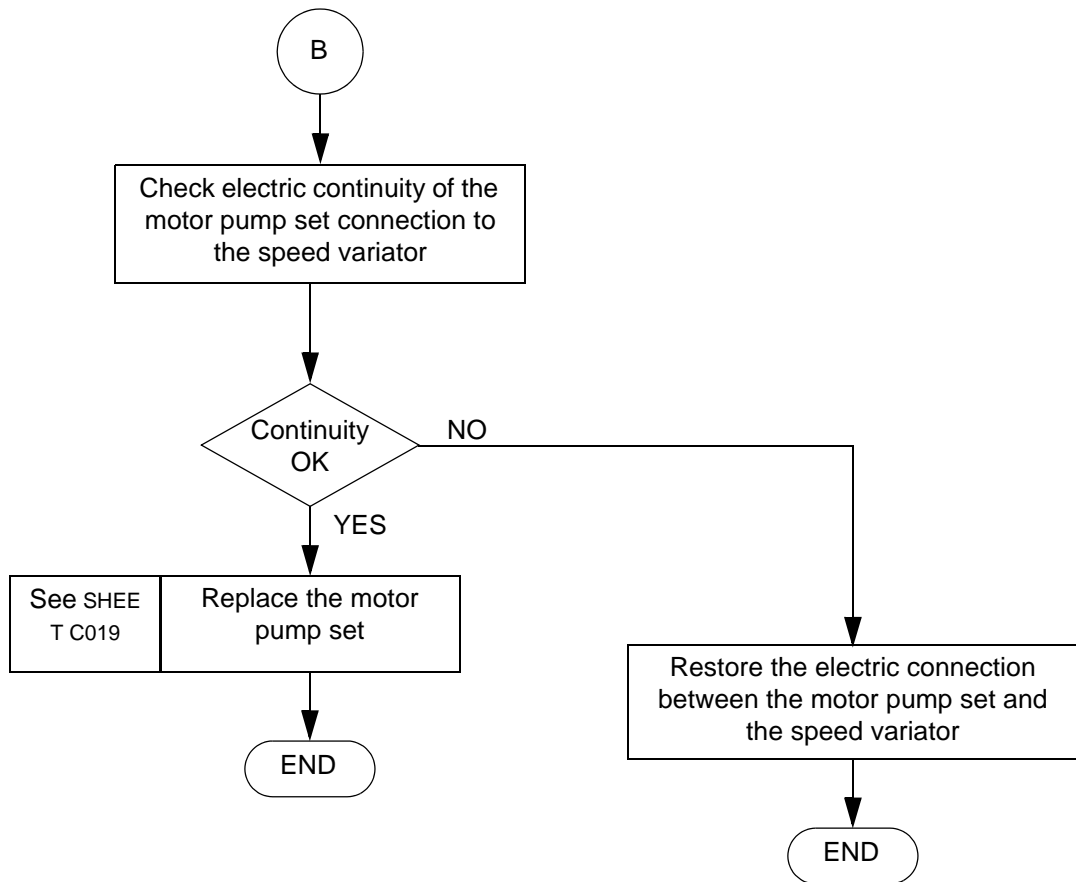 B
Check electric continuity of the
motor pump set connection to
the speed variator
Continuity
OK
NO
YES
See SHEE
T C019
Replace the motor
pump set
END
Restore the electric connection
between the motor pump set and
the speed variator
END